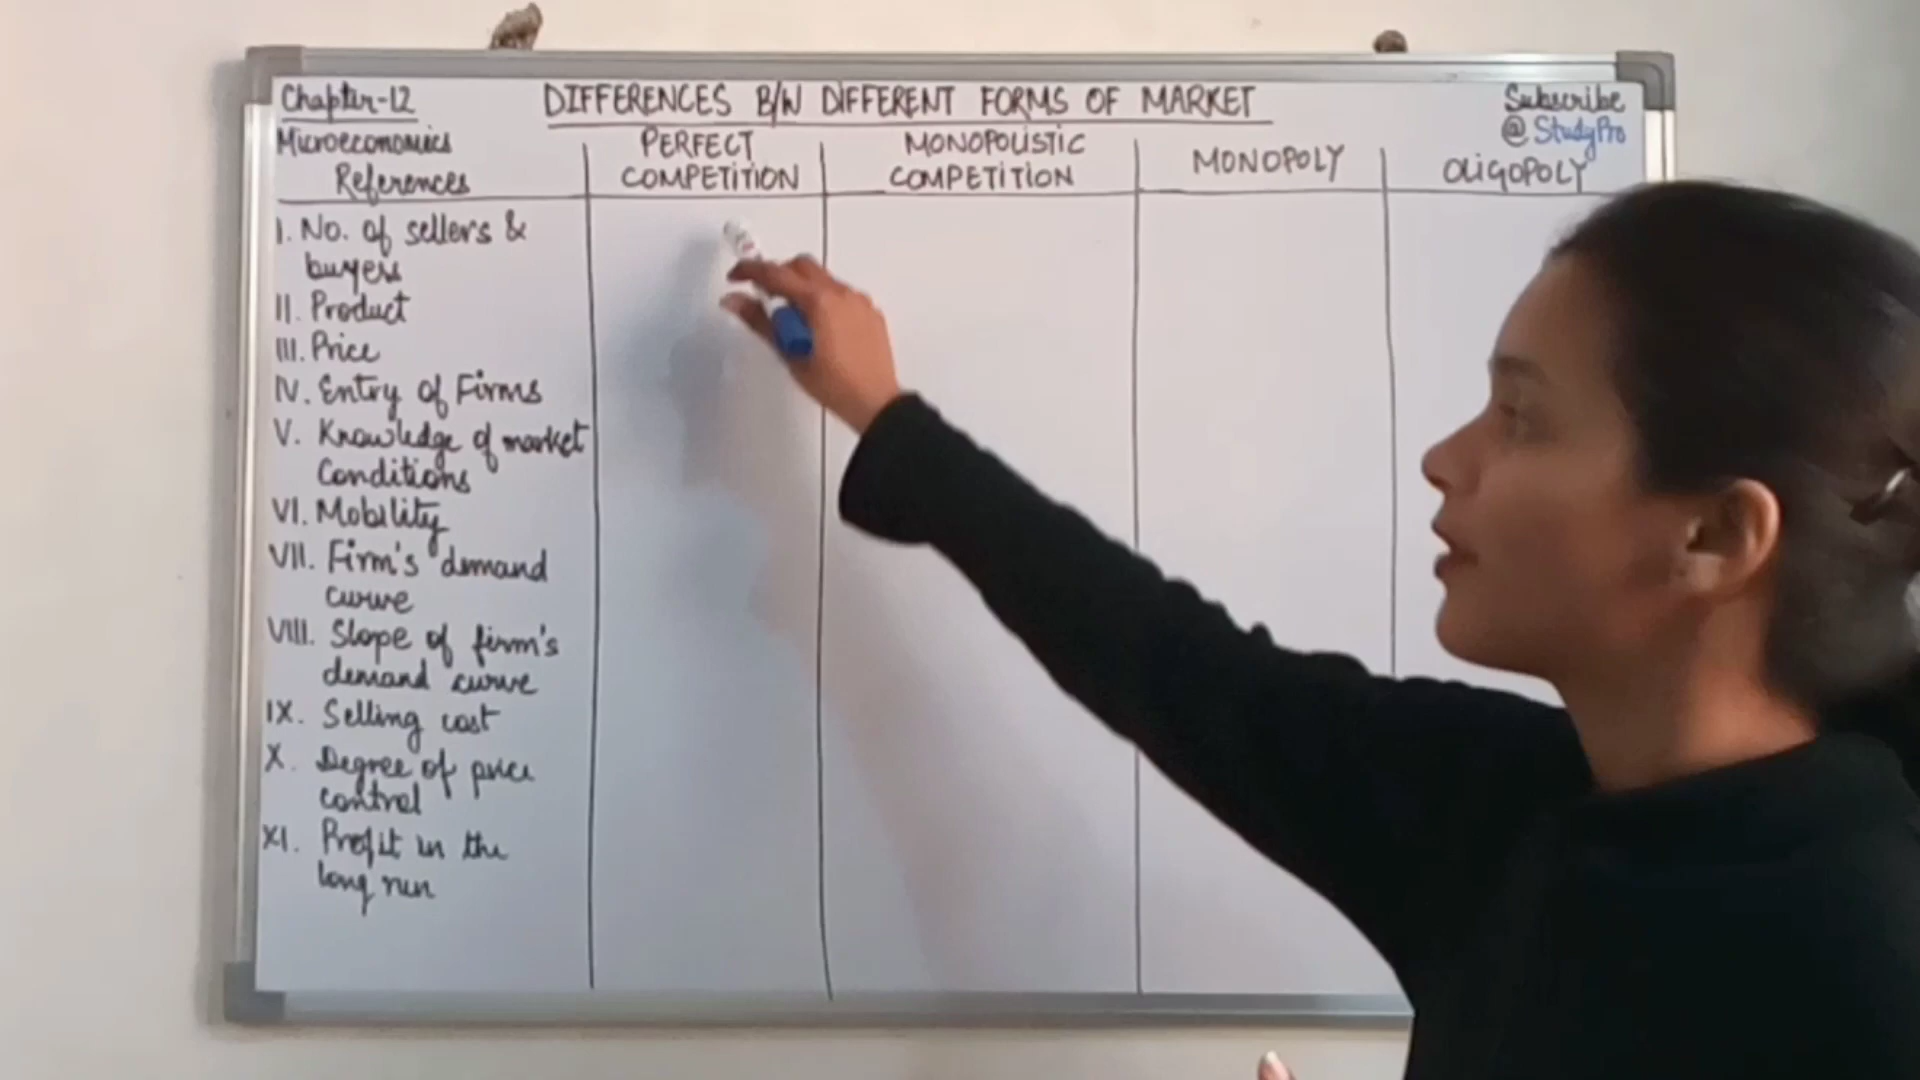 Chapter-12
DIFFERENCES B/W DIFFERENT FORMS OF MARKET
Subscribe
@StudyPro
Microeconomics
References
PERFECT
COMPETITION
MONOPOLISTIC
COMPETITION
MONOPOLY
OLIGOPOLY
I. No. of sellers &
buyers
II. Product
III. Price
IV. Entry of Firms
V. Knowledge of market
Conditions
VI. Mobility
VII. Firm's demand
curve
VIII. Slope of firm's
demand curve
IX. Selling cost
X. Degree of price
control
XI. Profit in the
long run